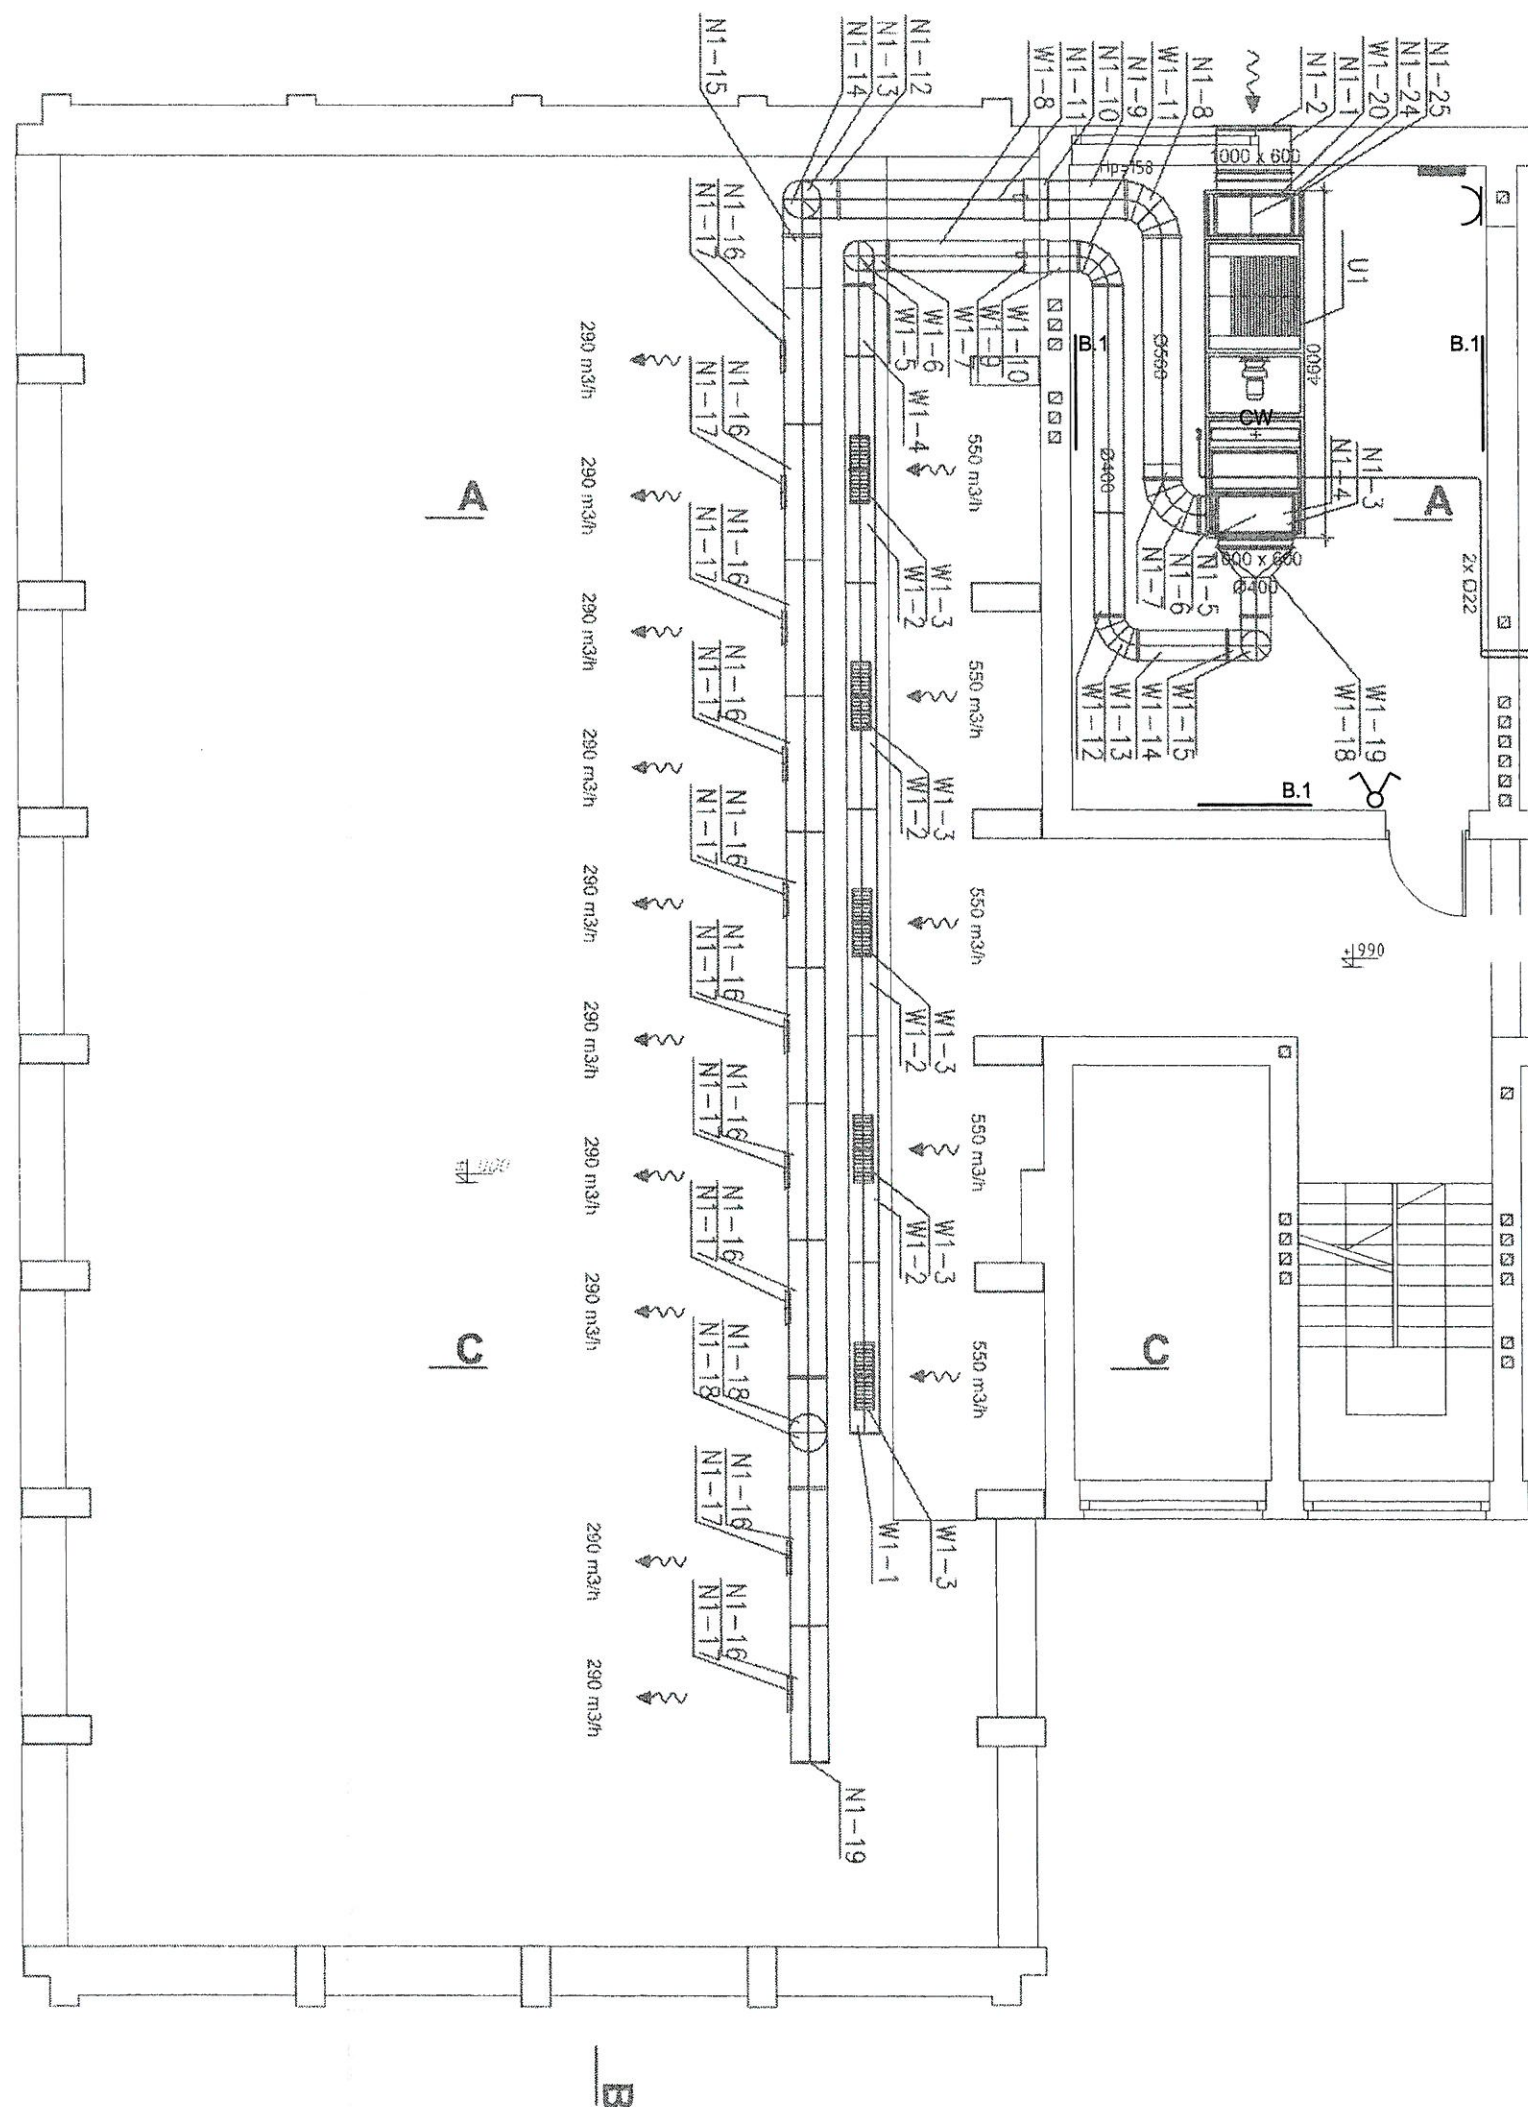 N1-15
N1-14
N1-13
N1-12
W1-8
N1-11
N1-10
N1-9
W1-11
N1-8
N1-2
N1-1
W1-20
N1-24
N1-25
1000 x 600
Hp=158
U1
4600
B.1
B.1
CW
Ø500
Ø400
N1-4
N1-3
A
A
2x Ø22
N1-7
N1-6
N1-5
1000 x 600
Ø400
W1-12
W1-13
W1-14
W1-15
W1-18
W1-19
B.1
W1-5
W1-6
W1-7
W1-9
W1-10
W1-4
N1-17
N1-16
290 m3/h
N1-17
N1-16
290 m3/h
N1-17
N1-16
290 m3/h
N1-17
N1-16
290 m3/h
N1-17
N1-16
290 m3/h
N1-17
N1-16
290 m3/h
N1-17
N1-16
290 m3/h
N1-17
N1-16
290 m3/h
N1-18
N1-18
N1-17
N1-16
290 m3/h
N1-17
N1-16
290 m3/h
N1-19
550 m3/h
W1-2
W1-3
550 m3/h
W1-2
W1-3
550 m3/h
W1-2
W1-3
550 m3/h
W1-2
W1-3
550 m3/h
W1-1
W1-3
+990
C
C
B